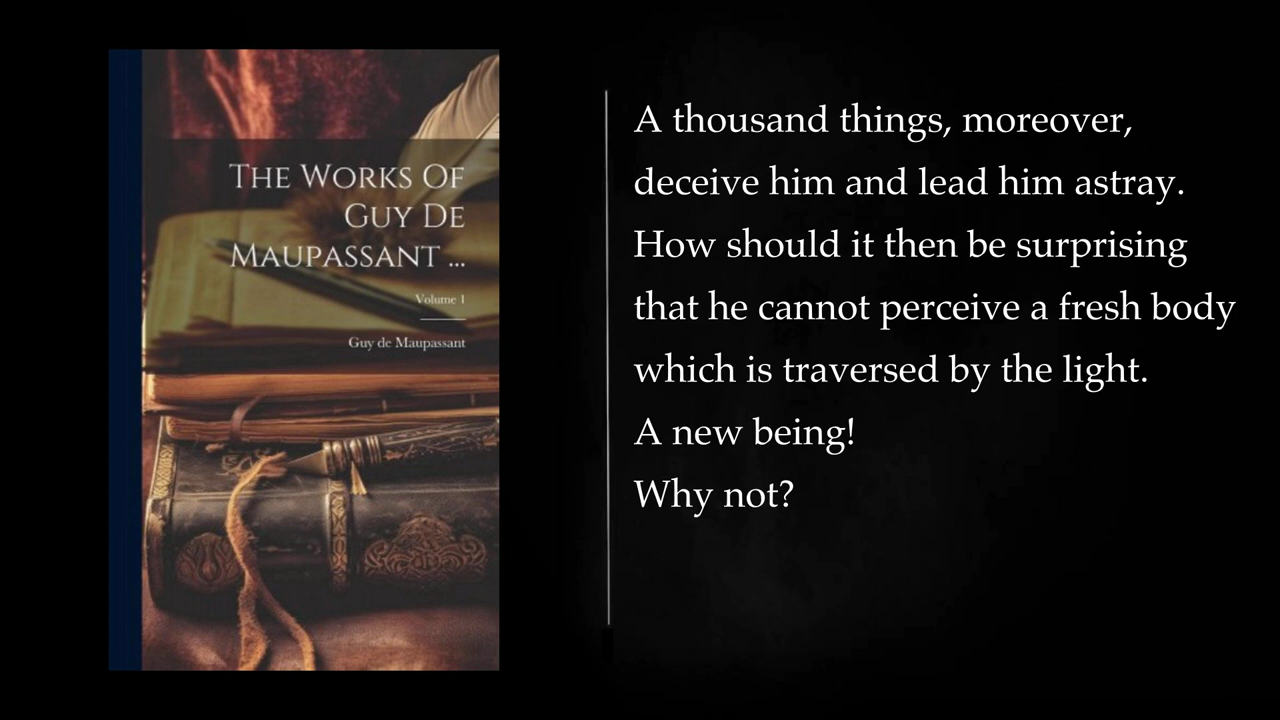 The Works Of
Guy De
Maupassant ...
Volume 1
Guy de Maupassant
A thousand things, moreover,
deceive him and lead him astray.
How should it then be surprising
that he cannot perceive a fresh body
which is traversed by the light.
A new being!
Why not?